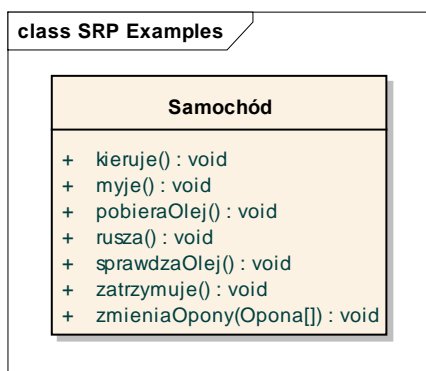 class SRP Examples
Samochód
+ kieruje() : void
+ myje() : void
+ pobieraOlej() : void
+ rusza() : void
+ sprawdzaOlej() : void
+ zatrzymuje() : void
+ zmieniaOpony(Opona[]) : void